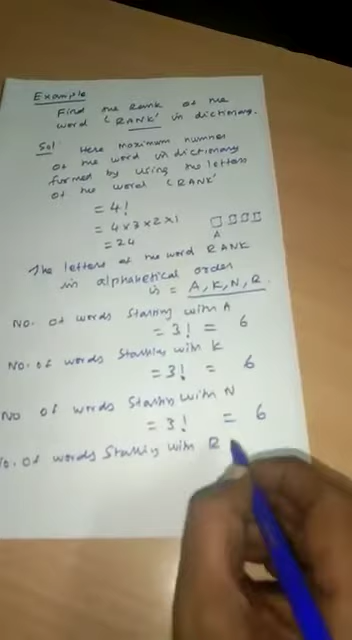 Example
Find the Rank of the
word 'RANK' in dictionary.
Sol Here maximum number
of the word in dictionary
formed by using the letters
of the word 'RANK'
= 4!
= 4×3×2×1
= 24
A
The letters of the word RANK
in alphabetical order
is = A, K, N, R.
No. of words Starting with A
= 3! = 6
No. of words Starting with K
= 3! = 6
No of words Starting with N
= 3! = 6
No. of words Starting with R